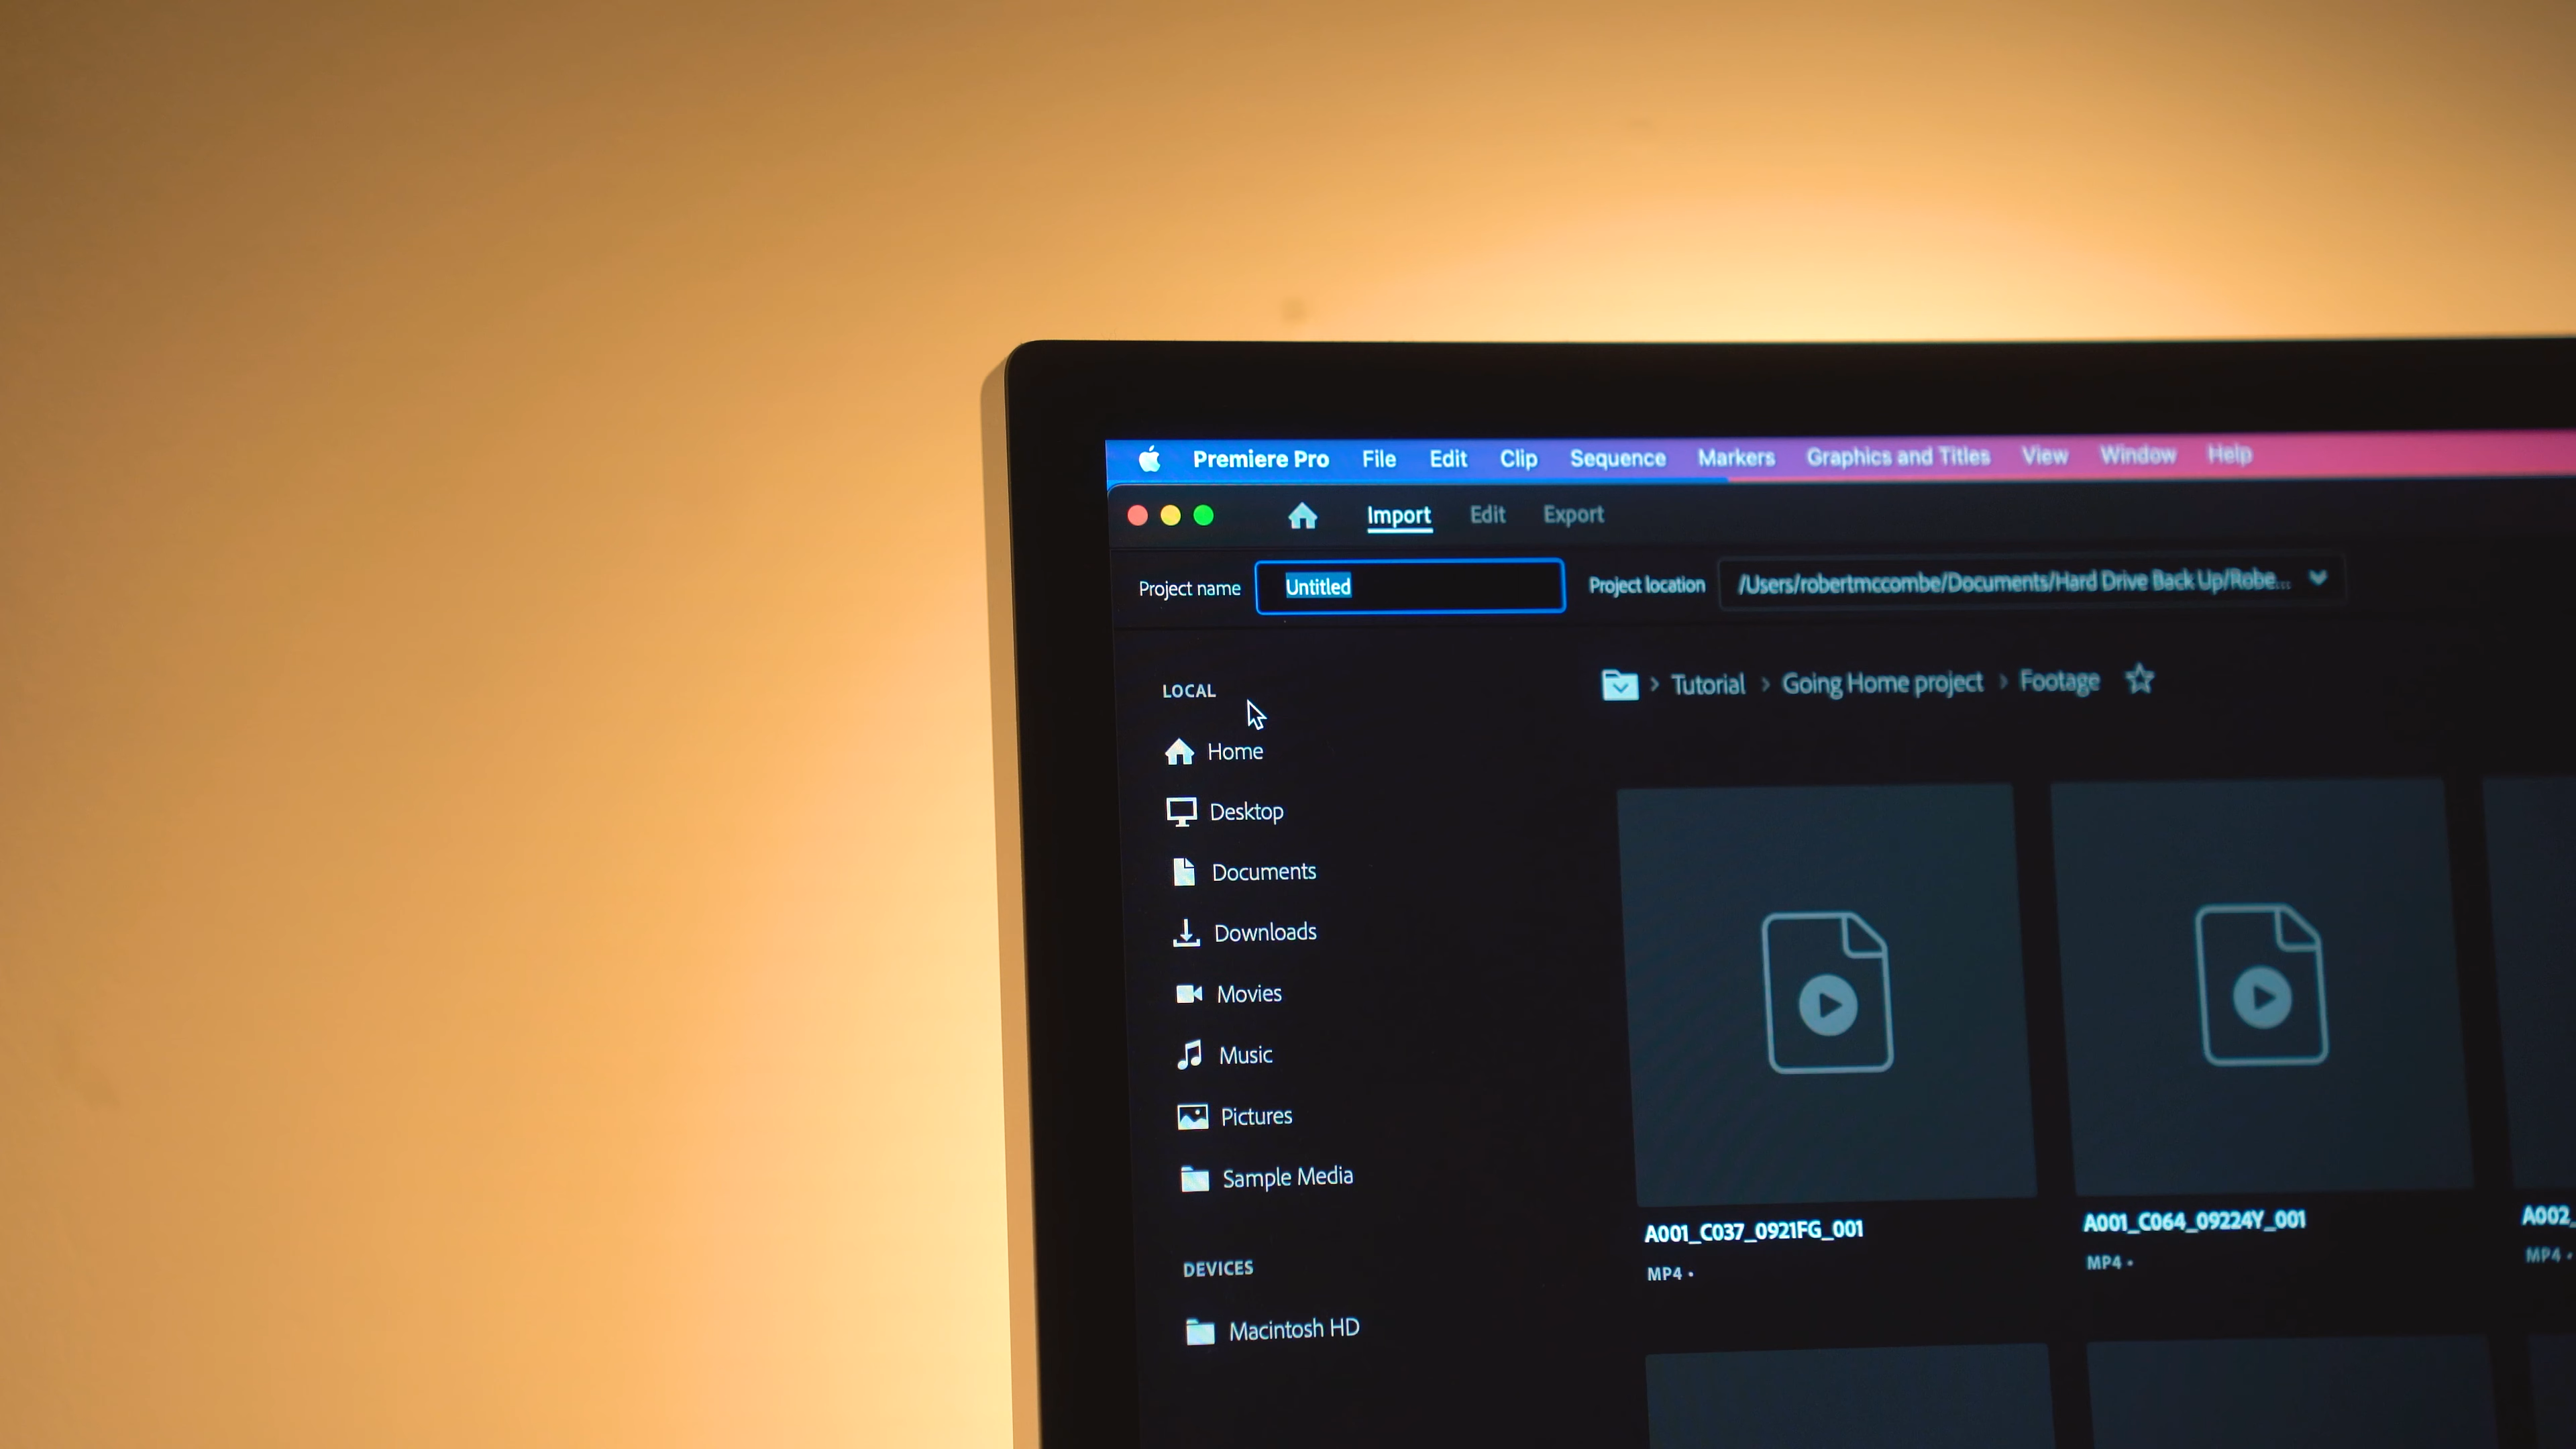 Premiere Pro File Edit Clip Sequence Markers Graphics and Titles View Window Help
Import Edit Export
Project name Untitled Project location /Users/robertmccombe/Documents/Hard Drive Back Up/Robe...
LOCAL
Home
Desktop
Documents
Downloads
Movies
Music
Pictures
Sample Media
DEVICES
Macintosh HD
> Tutorial > Going Home project > Footage
A001_C037_0921FG_001
MP4 •
A001_C064_09224Y_001
MP4 •
A002_
MP4 •